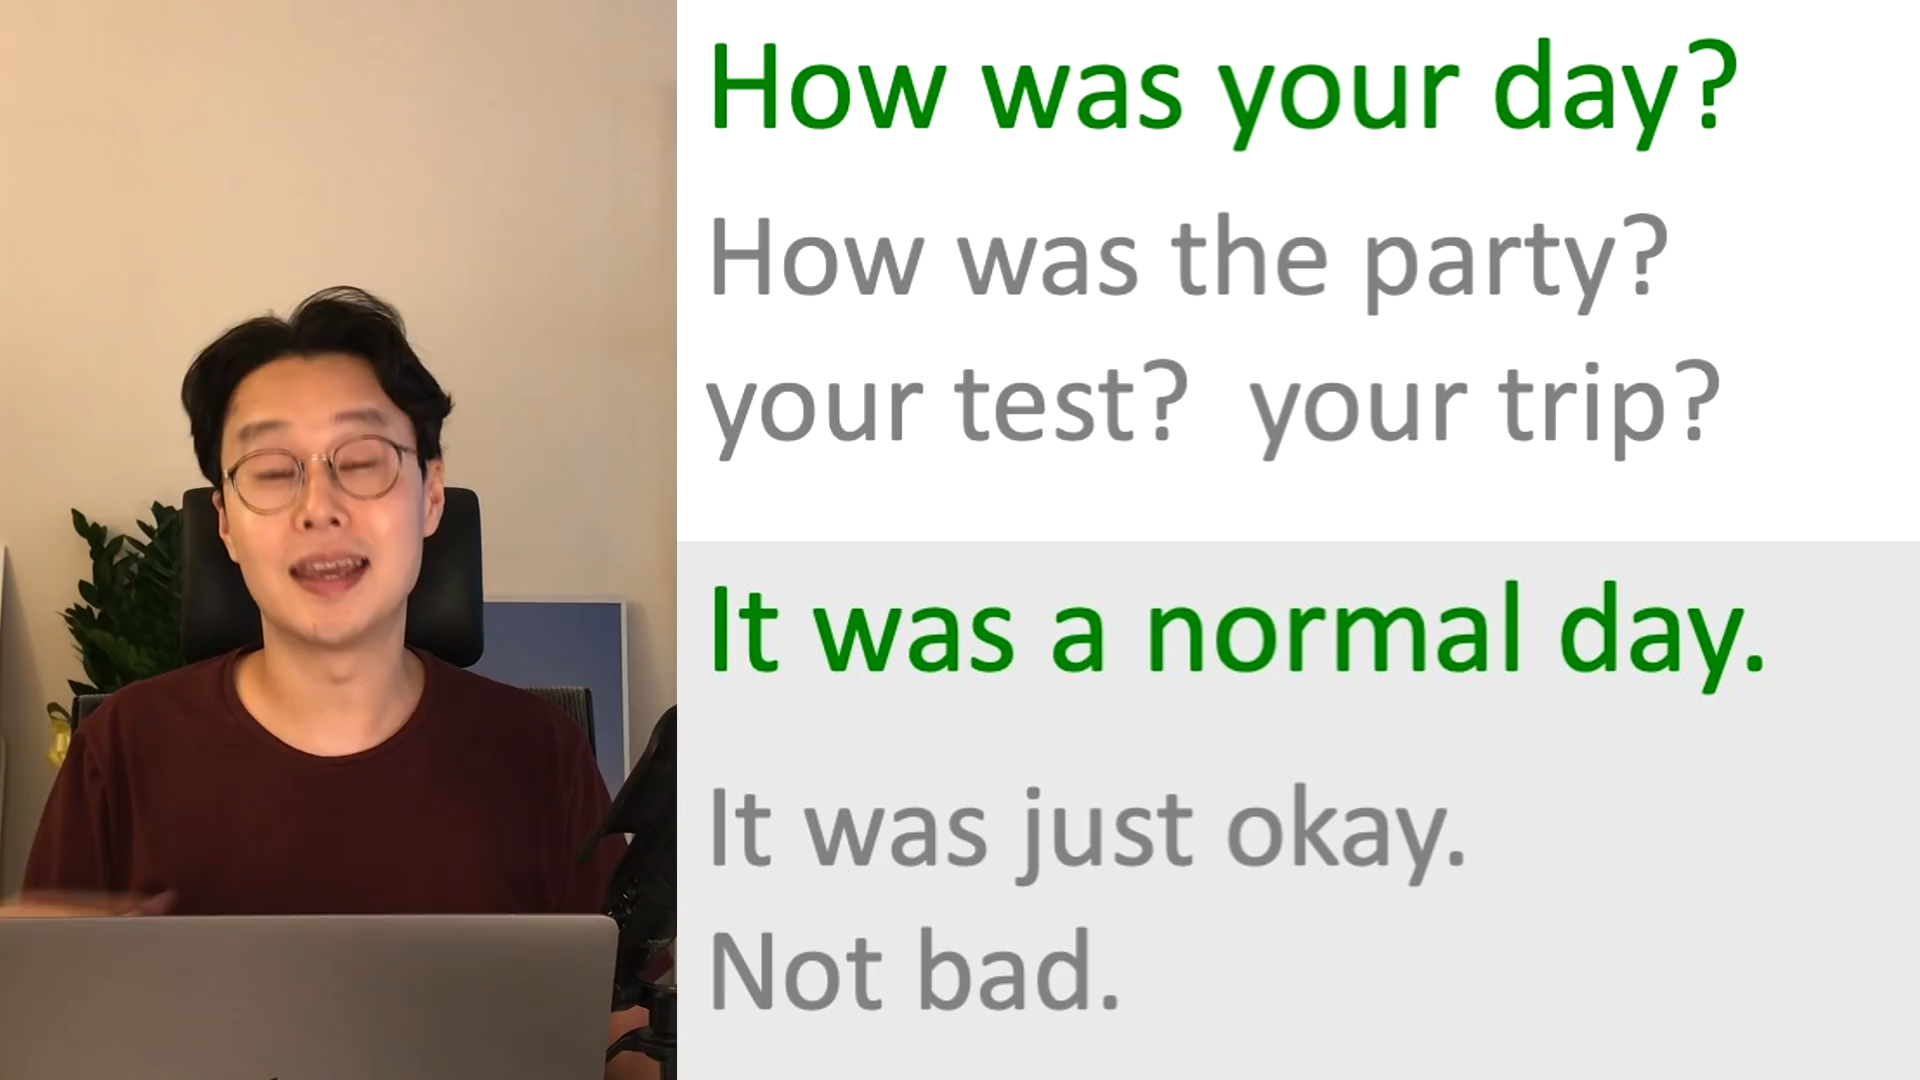 How was your day?
How was the party?
your test?  your trip?
It was a normal day.
It was just okay.
Not bad.